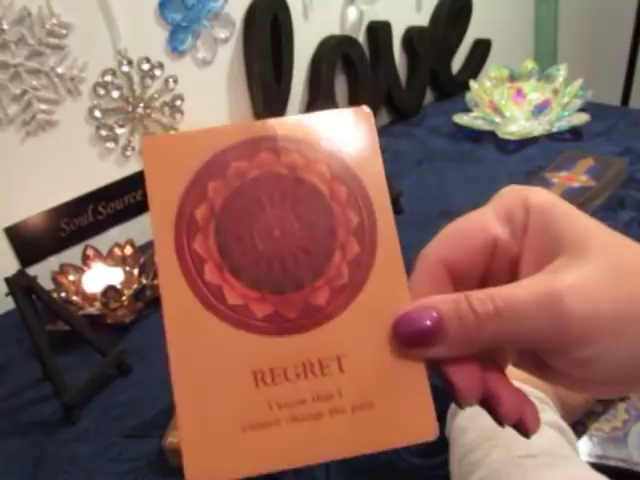 love
Soul Source
REGRET
I know that I
cannot change the past